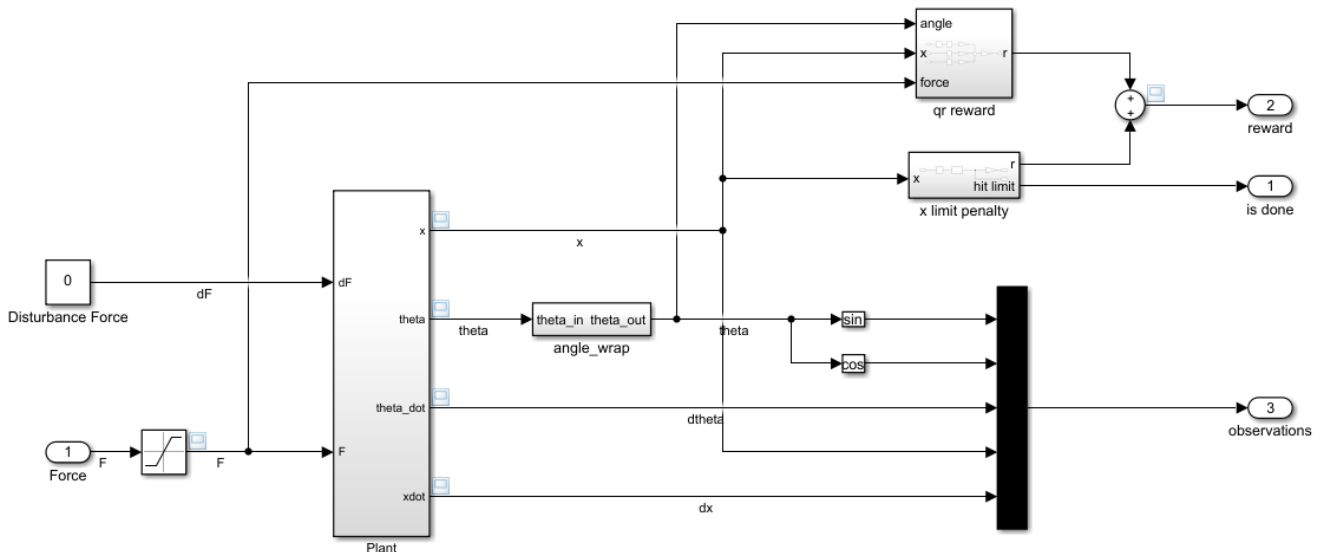 angle
x
r
force
qr reward
+
+
2
reward
r
x
hit limit
x limit penalty
1
is done
x
x
0
dF
dF
Disturbance Force
theta
theta
theta_in theta_out
angle_wrap
theta
sin
cos
theta_dot
dtheta
3
observations
1
F
Force
F
F
xdot
dx
Plant